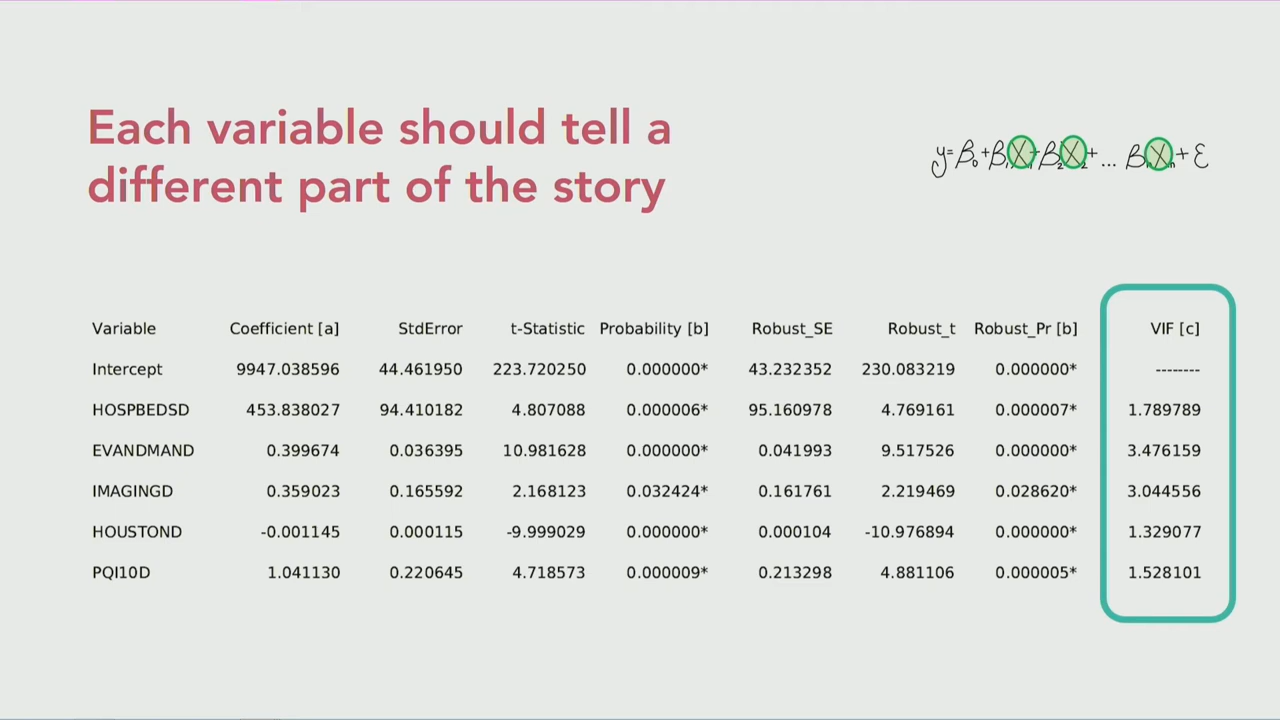 Each variable should tell a
different part of the story
y=β₀+β₁X₁+β₂X₂+... βₙXₙ+ε
Variable Coefficient [a] StdError t-Statistic Probability [b] Robust_SE Robust_t Robust_Pr [b] VIF [c]
Intercept 9947.038596 44.461950 223.720250 0.000000* 43.232352 230.083219 0.000000* --------
HOSPBEDSD 453.838027 94.410182 4.807088 0.000006* 95.160978 4.769161 0.000007* 1.789789
EVANDMAND 0.399674 0.036395 10.981628 0.000000* 0.041993 9.517526 0.000000* 3.476159
IMAGINGD 0.359023 0.165592 2.168123 0.032424* 0.161761 2.219469 0.028620* 3.044556
HOUSTOND -0.001145 0.000115 -9.999029 0.000000* 0.000104 -10.976894 0.000000* 1.329077
PQI10D 1.041130 0.220645 4.718573 0.000009* 0.213298 4.881106 0.000005* 1.528101